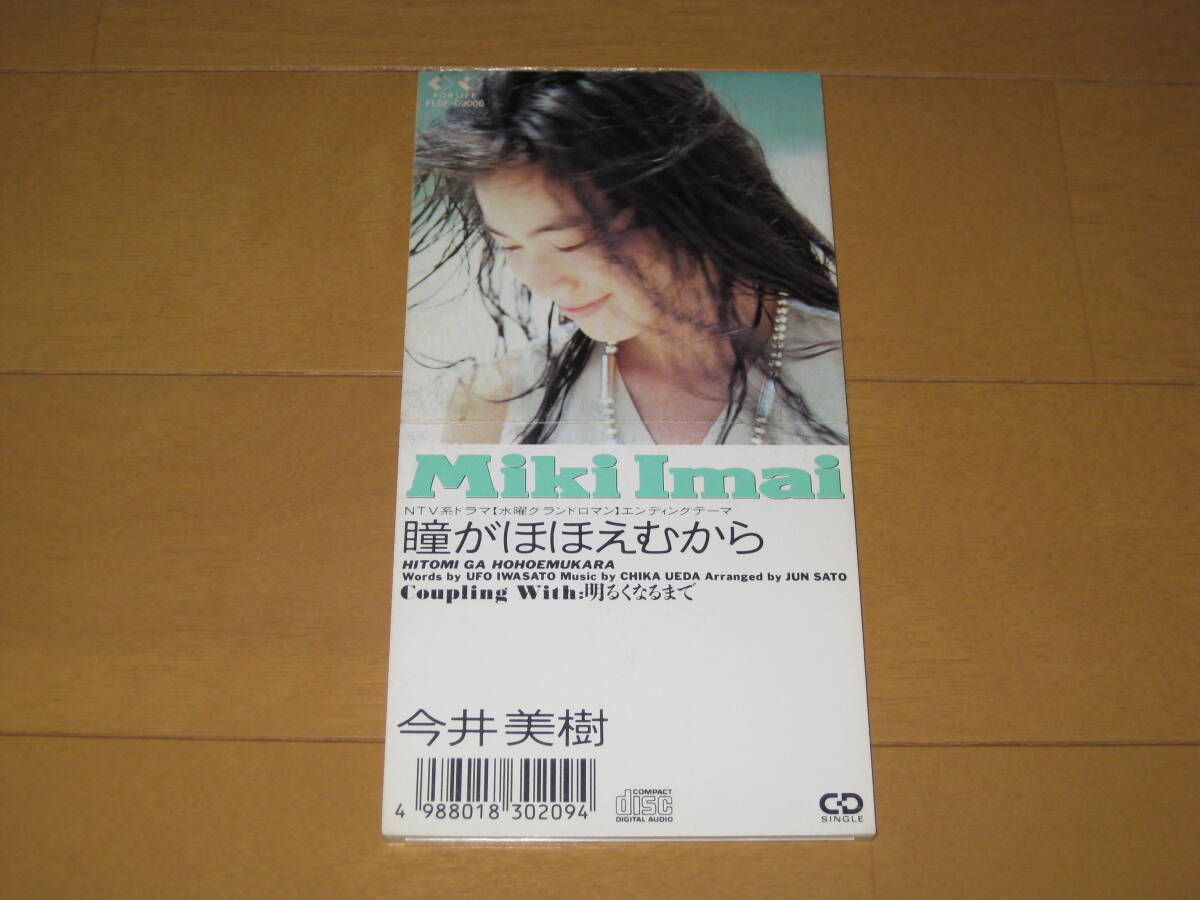 FOR LIFE
FLDF-09006
Miki Imai
NTV系ドラマ【水曜グランドロマン】エンディングテーマ
瞳がほほえむから
HITOMI GA HOHOEMUKARA
Words by UFO IWASATO Music by CHIKA UEDA Arranged by JUN SATO
Coupling With:明るくなるまで
今井美樹
4 988018 302094
COMPACT
disc
DIGITAL AUDIO
CD
SINGLE